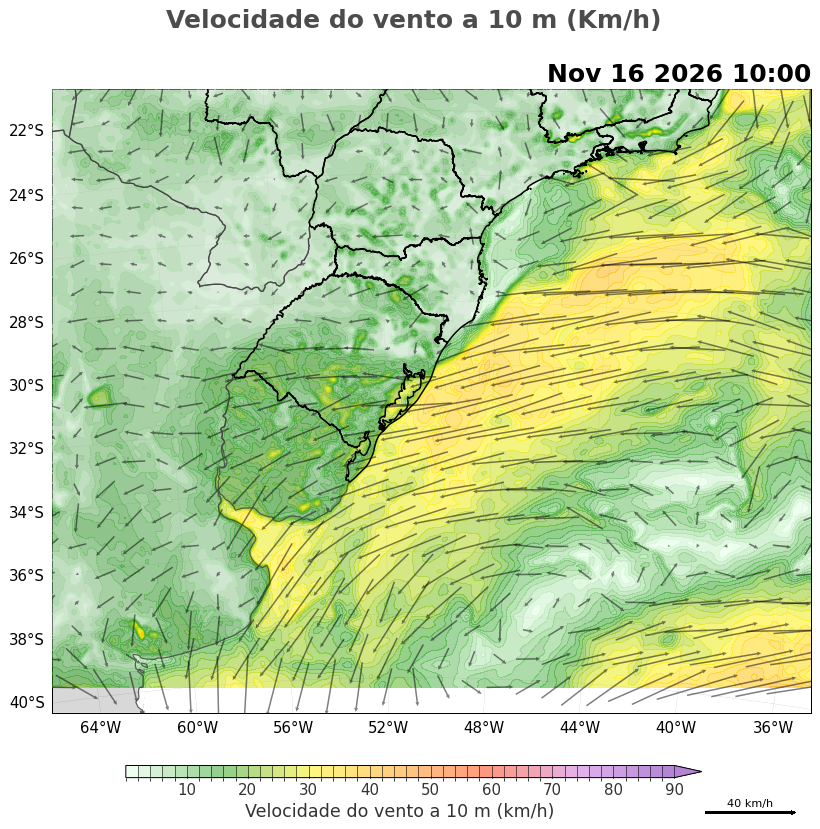 Velocidade do vento a 10 m (Km/h)
Nov 16 2026 10:00
22°S
24°S
26°S
28°S
30°S
32°S
34°S
36°S
38°S
40°S
64°W 60°W 56°W 52°W 48°W 44°W 40°W 36°W
10 20 30 40 50 60 70 80 90
Velocidade do vento a 10 m (km/h)
40 km/h